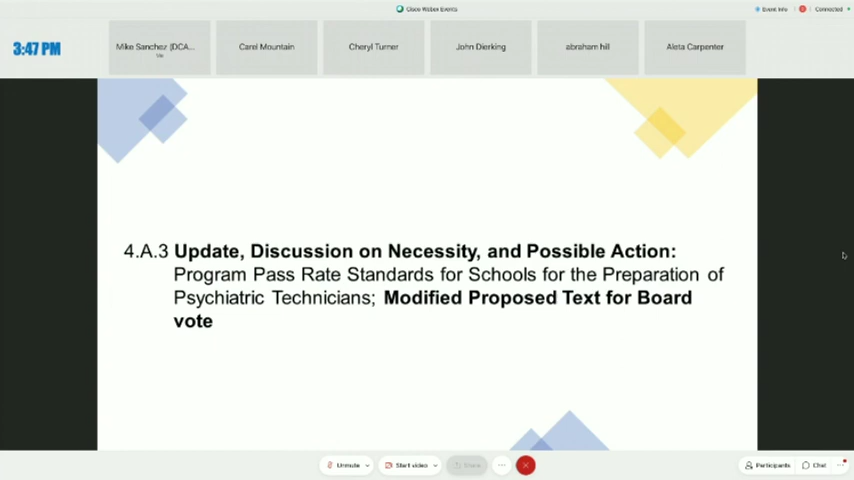 Cisco Webex Events
Event Info
Connected
3:47 PM
Mike Sanchez (DCA...
Me
Carel Mountain
Cheryl Turner
John Dierking
abraham hill
Aleta Carpenter
4.A.3 Update, Discussion on Necessity, and Possible Action:
Program Pass Rate Standards for Schools for the Preparation of
Psychiatric Technicians; Modified Proposed Text for Board
vote
Unmute
Start video
Share
Participants
Chat